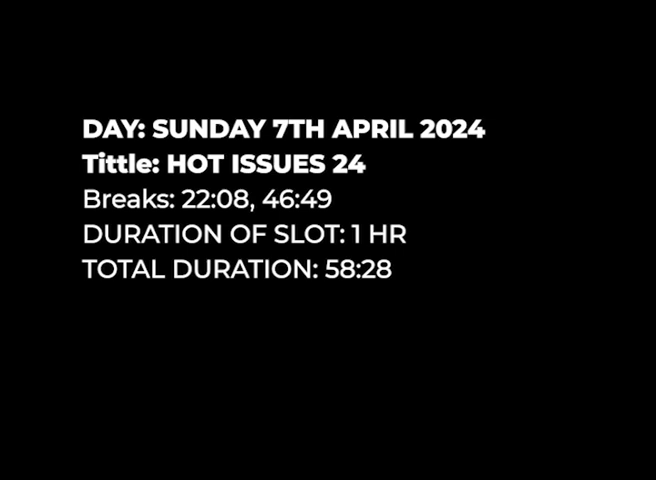 DAY: SUNDAY 7TH APRIL 2024
Tittle: HOT ISSUES 24
Breaks: 22:08, 46:49
DURATION OF SLOT: 1 HR
TOTAL DURATION: 58:28